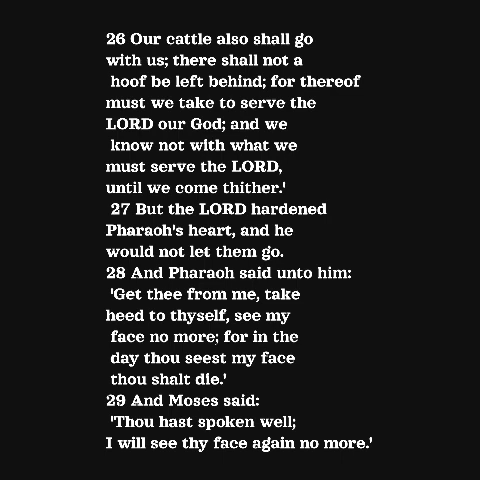 26 Our cattle also shall go
with us; there shall not a
hoof be left behind; for thereof
must we take to serve the
LORD our God; and we
know not with what we
must serve the LORD,
until we come thither.'
27 But the LORD hardened
Pharaoh's heart, and he
would not let them go.
28 And Pharaoh said unto him:
'Get thee from me, take
heed to thyself, see my
face no more; for in the
day thou seest my face
thou shalt die.'
29 And Moses said:
'Thou hast spoken well;
I will see thy face again no more.'